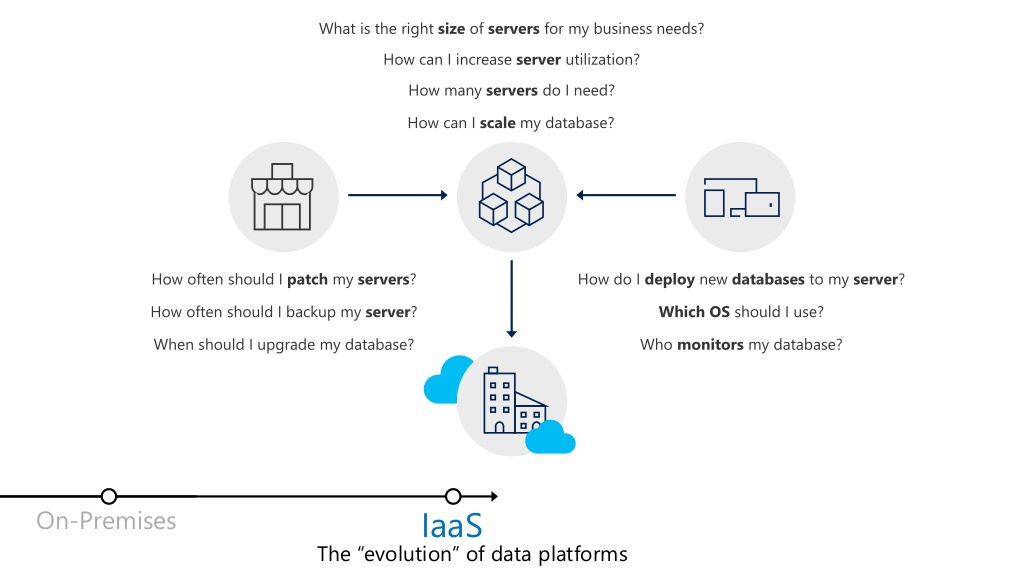 What is the right size of servers for my business needs?
How can I increase server utilization?
How many servers do I need?
How can I scale my database?
How often should I patch my servers?
How often should I backup my server?
When should I upgrade my database?
How do I deploy new databases to my server?
Which OS should I use?
Who monitors my database?
On-Premises
IaaS
The “evolution” of data platforms